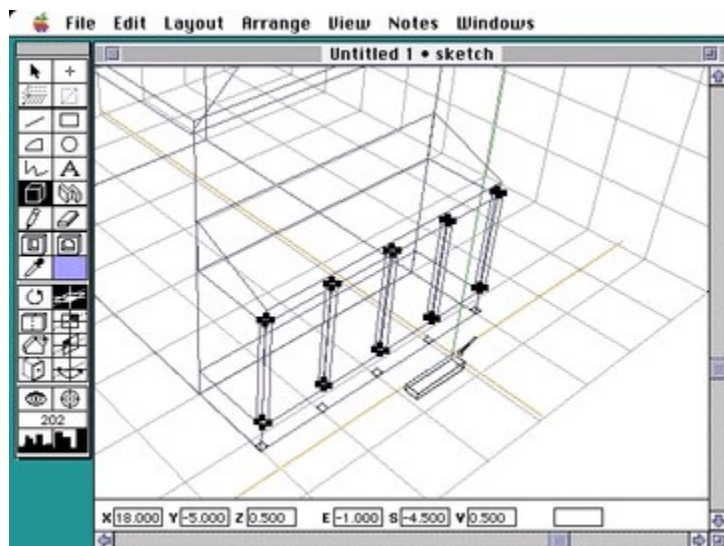 File Edit Layout Arrange View Notes Windows
Untitled 1 • sketch
A
202
X 18.000 Y -5.000 Z 0.500 E -1.000 S -4.500 V 0.500